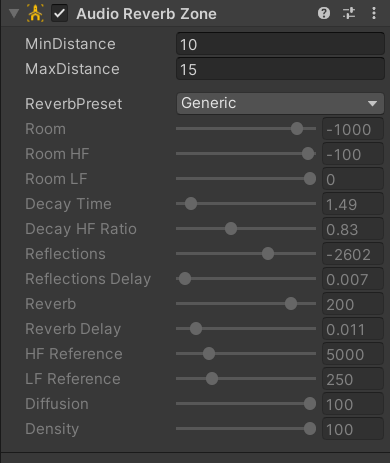 Audio Reverb Zone
MinDistance 10
MaxDistance 15
ReverbPreset Generic
Room -1000
Room HF -100
Room LF 0
Decay Time 1.49
Decay HF Ratio 0.83
Reflections -2602
Reflections Delay 0.007
Reverb 200
Reverb Delay 0.011
HF Reference 5000
LF Reference 250
Diffusion 100
Density 100